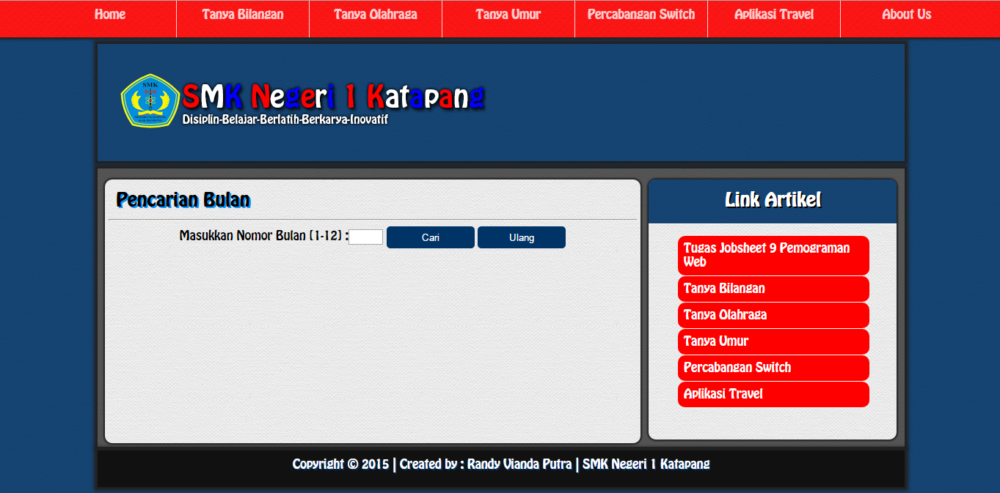 Home Tanya Bilangan Tanya Olahraga Tanya Umur Percabangan Switch Aplikasi Travel About Us
SMK
SMK Negeri 1 Katapang
Disiplin-Belajar-Berlatih-Berkarya-Inovatif
Pencarian Bulan
Masukkan Nomor Bulan (1-12) : Cari Ulang
Link Artikel
Tugas Jobsheet 9 Pemograman
Web
Tanya Bilangan
Tanya Olahraga
Tanya Umur
Percabangan Switch
Aplikasi Travel
Copyright © 2015 | Created by : Randy Vianda Putra | SMK Negeri 1 Katapang